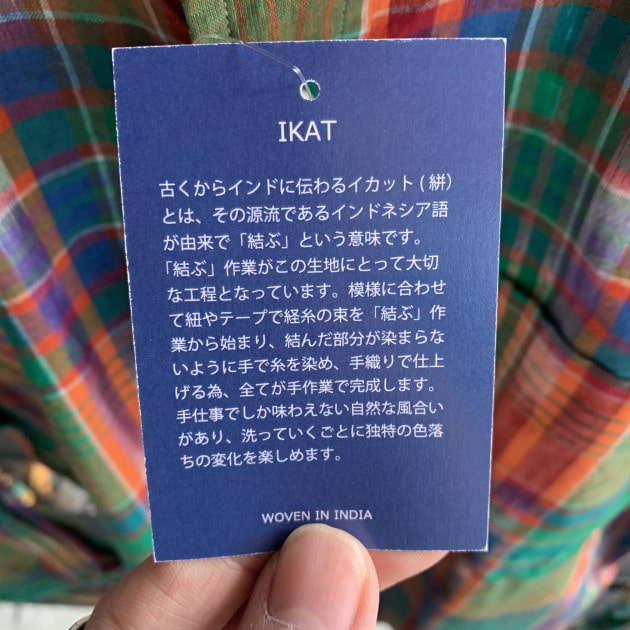 IKAT
古くからインドに伝わるイカット(絣)
とは、その源流であるインドネシア語
が由来で「結ぶ」という意味です。
「結ぶ」作業がこの生地にとって大切
な工程となっています。模様に合わせ
て紐やテープで経糸の束を「結ぶ」作
業から始まり、結んだ部分が染まらな
いように手で糸を染め、手織りで仕上
げる為、全てが手作業で完成します。
手仕事でしか味わえない自然な風合い
があり、洗っていくごとに独特の色落
ちの変化を楽しめます。
WOVEN IN INDIA